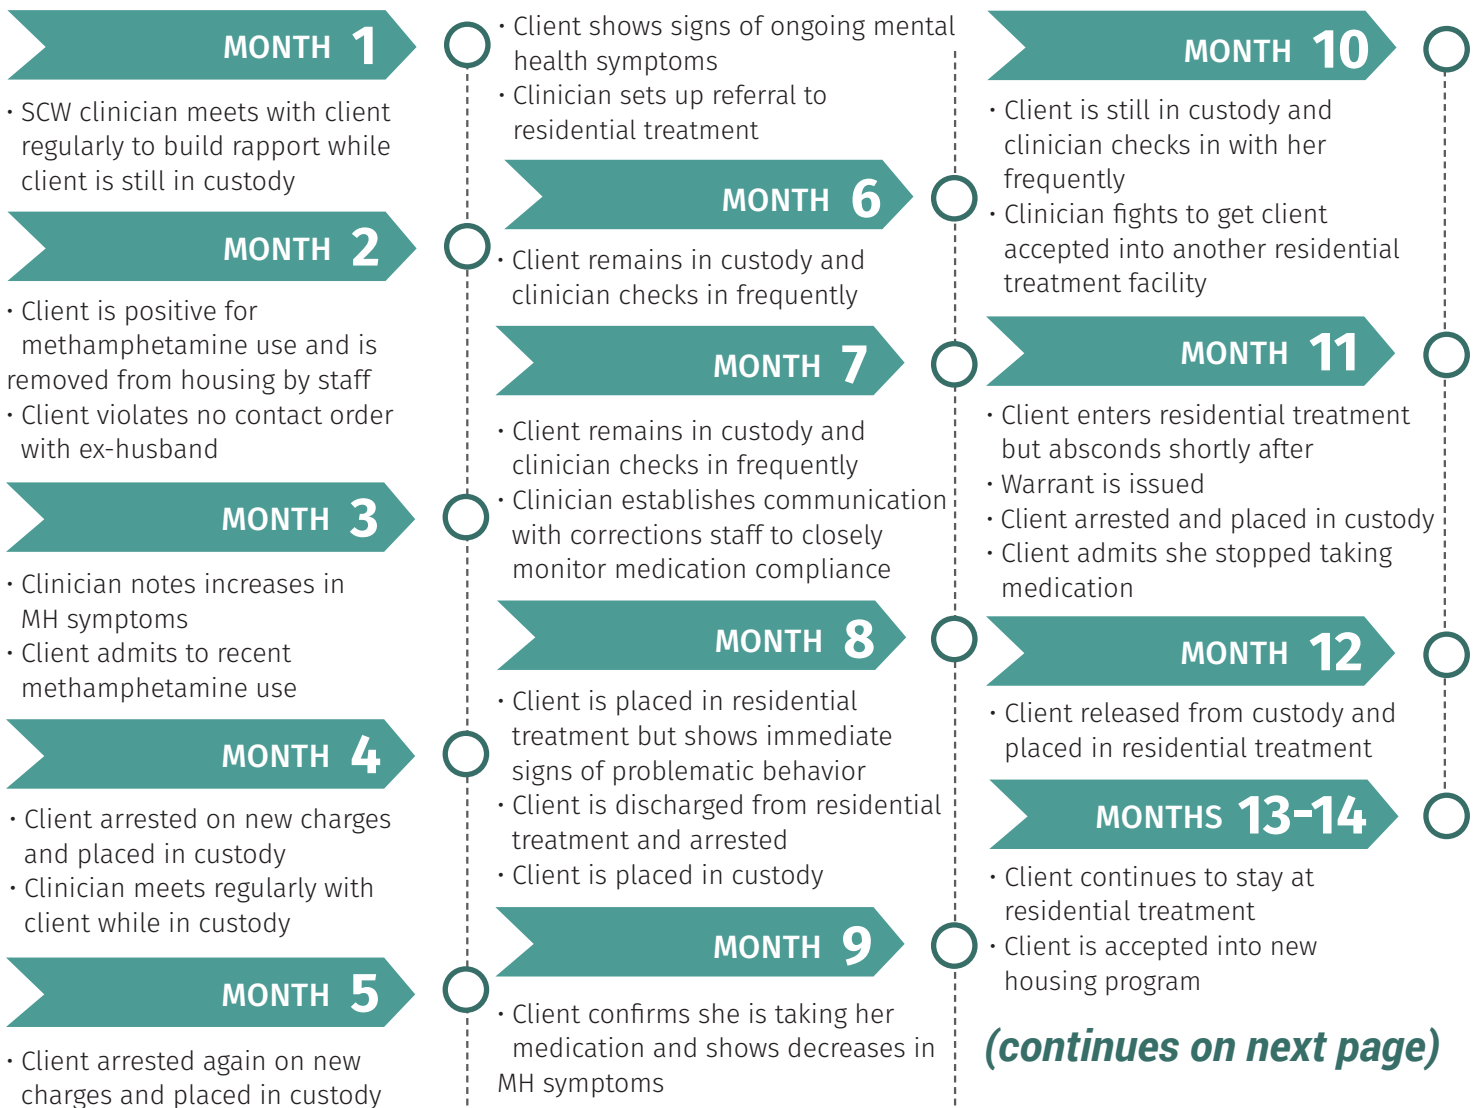 MONTH 1
· SCW clinician meets with client
regularly to build rapport while
client is still in custody
MONTH 2
· Client is positive for
methamphetamine use and is
removed from housing by staff
· Client violates no contact order
with ex-husband
MONTH 3
· Clinician notes increases in
MH symptoms
· Client admits to recent
methamphetamine use
MONTH 4
· Client arrested on new charges
and placed in custody
· Clinician meets regularly with
client while in custody
MONTH 5
· Client arrested again on new
charges and placed in custody
· Client shows signs of ongoing mental
health symptoms
· Clinician sets up referral to
residential treatment
MONTH 6
· Client remains in custody and
clinician checks in frequently
MONTH 7
· Client remains in custody and
clinician checks in frequently
· Clinician establishes communication
with corrections staff to closely
monitor medication compliance
MONTH 8
· Client is placed in residential
treatment but shows immediate
signs of problematic behavior
· Client is discharged from residential
treatment and arrested
· Client is placed in custody
MONTH 9
· Client confirms she is taking her
medication and shows decreases in
MH symptoms
MONTH 10
· Client is still in custody and
clinician checks in with her
frequently
· Clinician fights to get client
accepted into another residential
treatment facility
MONTH 11
· Client enters residential treatment
but absconds shortly after
· Warrant is issued
· Client arrested and placed in custody
· Client admits she stopped taking
medication
MONTH 12
· Client released from custody and
placed in residential treatment
MONTHS 13-14
· Client continues to stay at
residential treatment
· Client is accepted into new
housing program
(continues on next page)